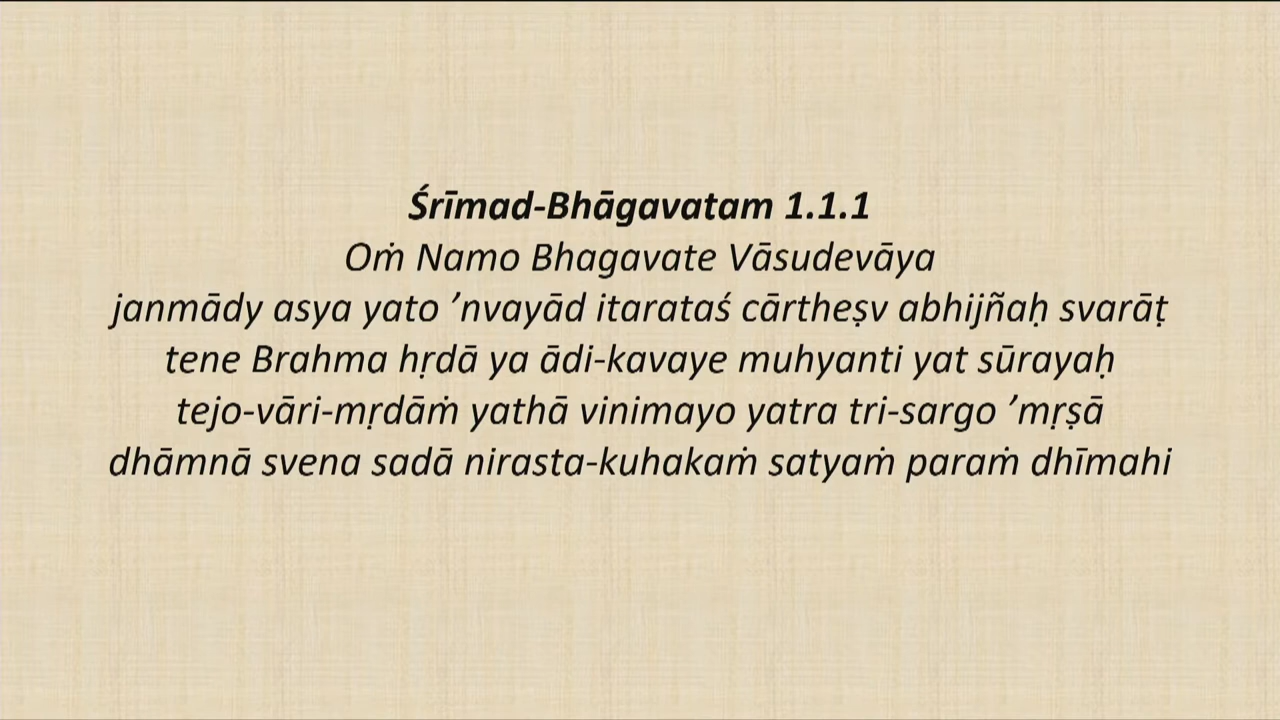 Śrīmad-Bhāgavatam 1.1.1
Oṁ Namo Bhagavate Vāsudevāya
janmādy asya yato ’nvayād itarataś cārtheṣv abhijñaḥ svarāṭ
tene Brahma hṛdā ya ādi-kavaye muhyanti yat sūrayaḥ
tejo-vāri-mṛdāṁ yathā vinimayo yatra tri-sargo ’mṛṣā
dhāmnā svena sadā nirasta-kuhakaṁ satyaṁ paraṁ dhīmahi